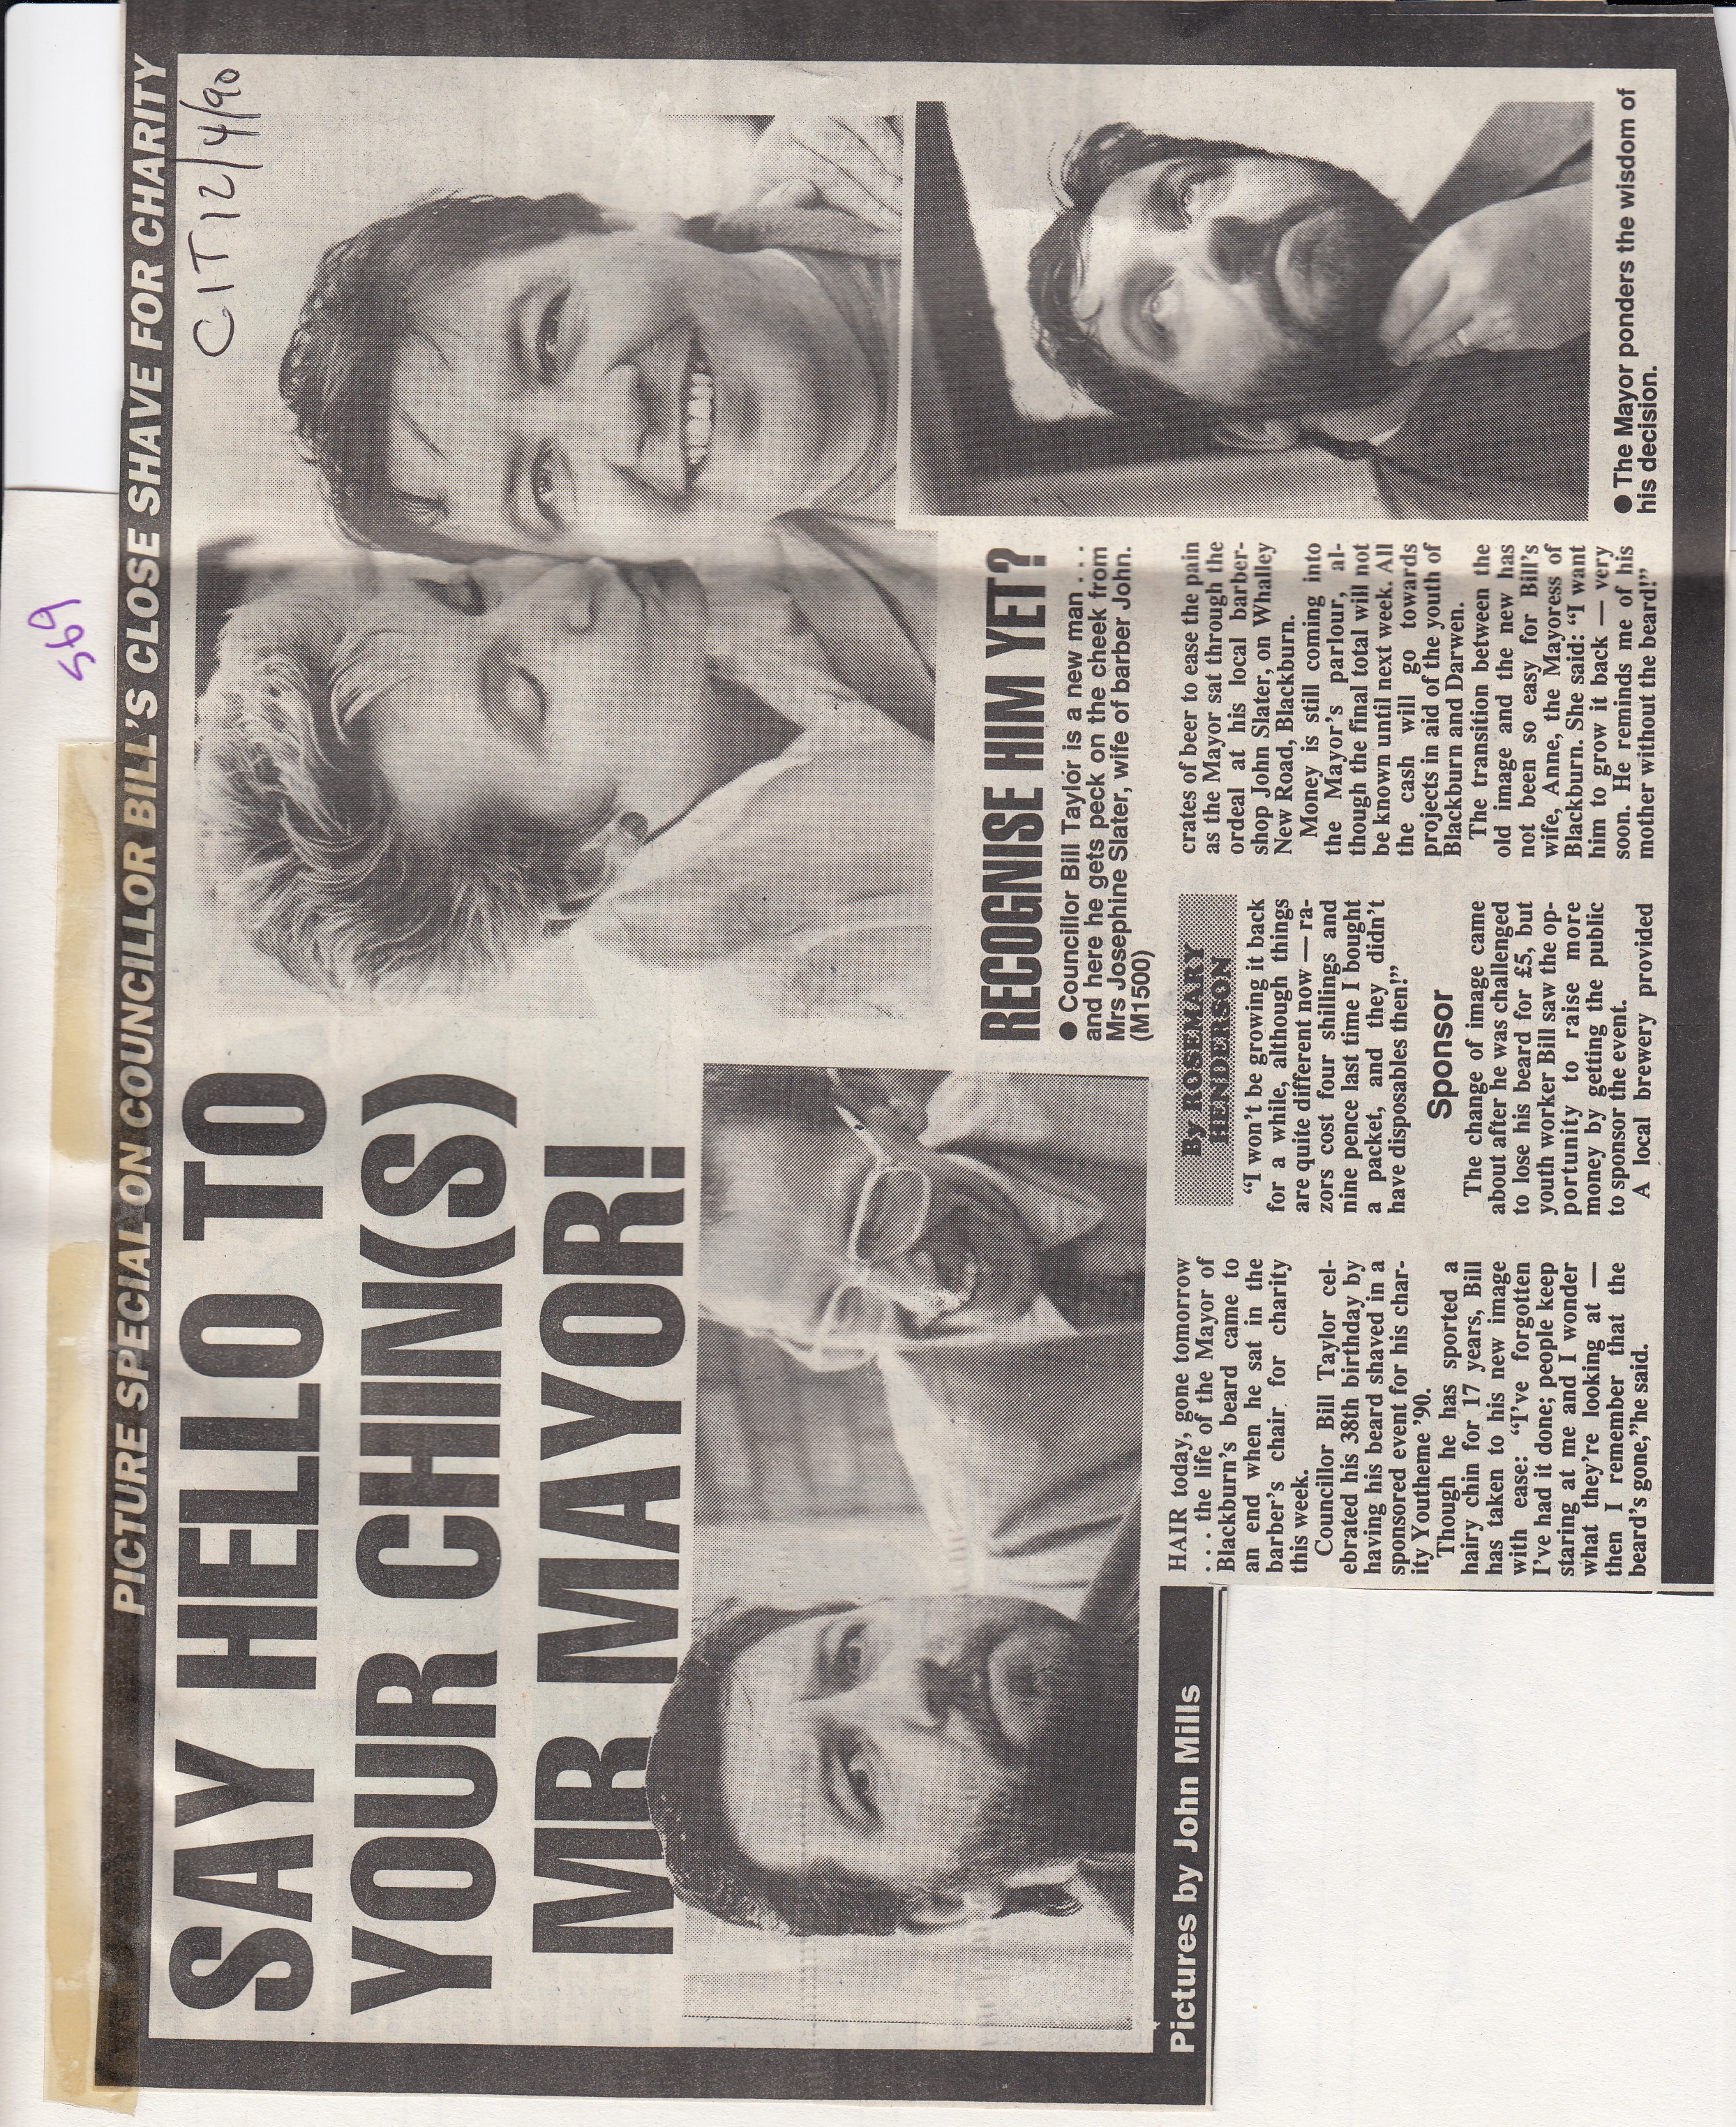 569
PICTURE SPECIAL ON COUNCILLOR BILL'S CLOSE SHAVE FOR CHARITY
CIT 12/4/90
SAY HELLO TO
YOUR CHIN(S)
MR MAYOR!
RECOGNISE HIM YET?
● Councillor Bill Taylor is a new man . . .
and here he gets peck on the cheek from
Mrs Josephine Slater, wife of barber John.
(M1500)
● The Mayor ponders the wisdom of
his decision.
Pictures by John Mills
HAIR today, gone tomorrow
. . . the life of the Mayor of
Blackburn's beard came to
an end when he sat in the
barber's chair for charity
this week.
Councillor Bill Taylor cel-
ebrated his 38th birthday by
having his beard shaved in a
sponsored event for his char-
ity Youtheme '90.
Though he has sported a
hairy chin for 17 years, Bill
has taken to his new image
with ease: "I've forgotten
I've had it done; people keep
staring at me and I wonder
what they're looking at —
then I remember that the
beard's gone,"he said.
By ROSEMARY
HENDERSON
"I won't be growing it back
for a while, although things
are quite different now — ra-
zors cost four shillings and
nine pence last time I bought
a packet, and they didn't
have disposables then!"
Sponsor
The change of image came
about after he was challenged
to lose his beard for £5, but
youth worker Bill saw the op-
portunity to raise more
money by getting the public
to sponsor the event.
A local brewery provided
crates of beer to ease the pain
as the Mayor sat through the
ordeal at his local barber-
shop John Slater, on Whalley
New Road, Blackburn.
Money is still coming into
the Mayor's parlour, al-
though the final total will not
be known until next week. All
the cash will go towards
projects in aid of the youth of
Blackburn and Darwen.
The transition between the
old image and the new has
not been so easy for Bill's
wife, Anne, the Mayoress of
Blackburn. She said: "I want
him to grow it back — very
soon. He reminds me of his
mother without the beard!"